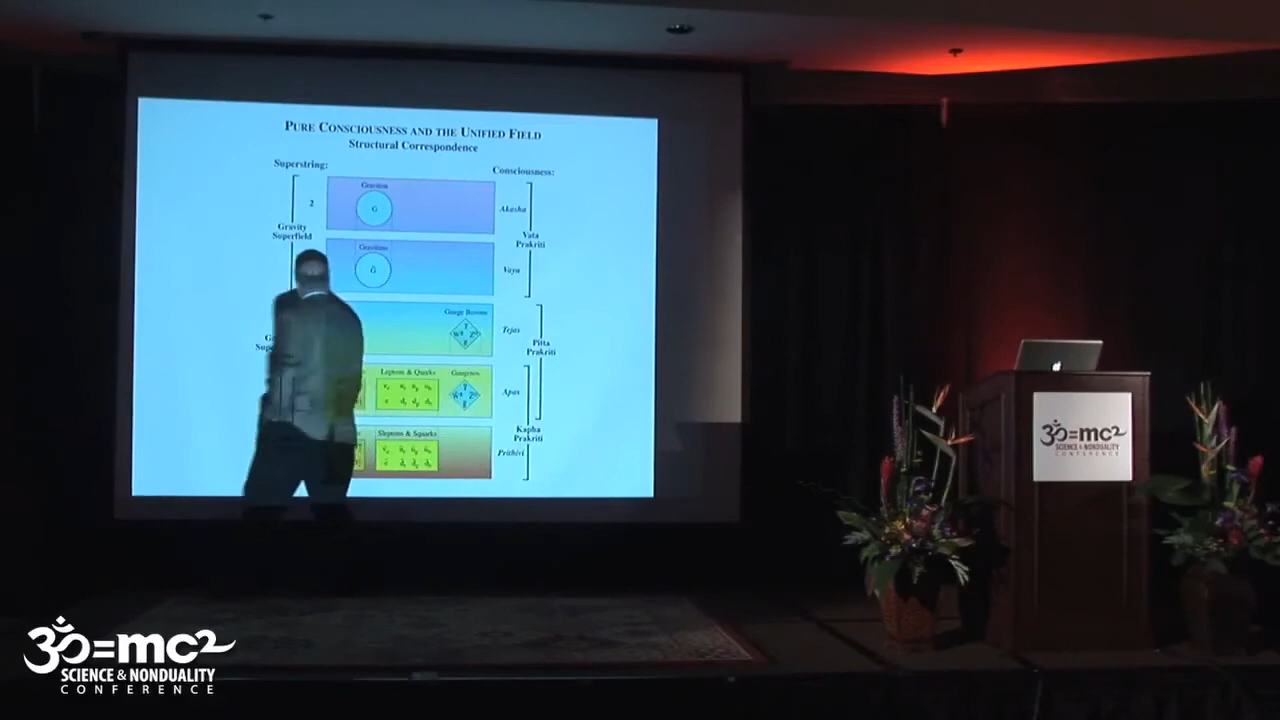 PURE CONSCIOUSNESS AND THE UNIFIED FIELD
Structural Correspondence
Superstring:
Consciousness:
Graviton
2
G
Akasha
Gravity
Superfield
Vata
Prakriti
Gravitino
Vayu
Gauge Bosons
Tejas
Pitta
Prakriti
Leptons & Quarks
Gauginos
Apas
Kapha
Prakriti
Sleptons & Squarks
Prithivi
ॐ=mc2
SCIENCE & NONDUALITY
CONFERENCE
ॐ=mc2
SCIENCE & NONDUALITY
CONFERENCE